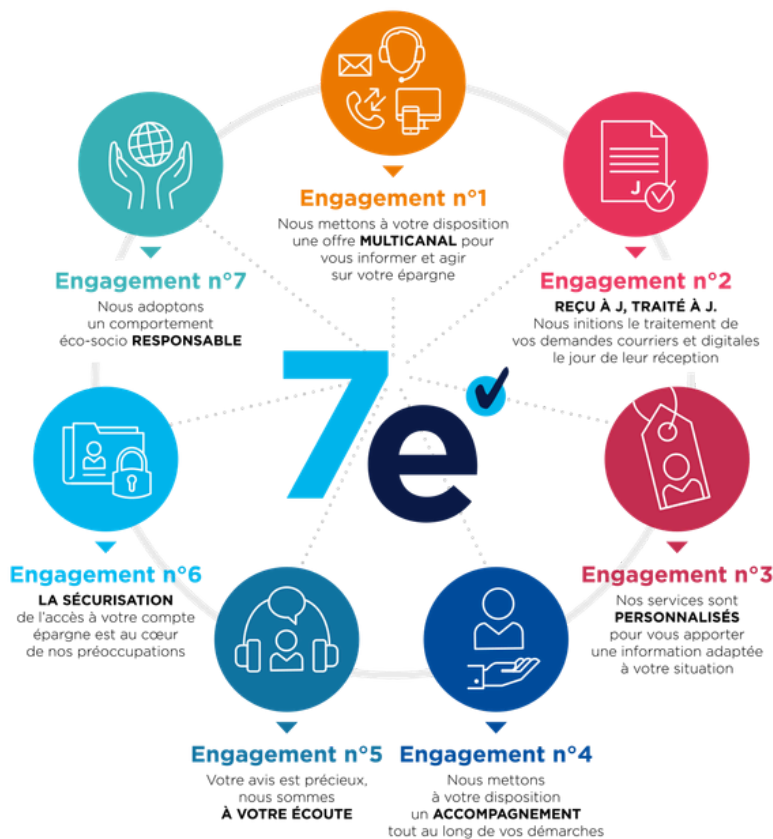 Engagement n°1
Nous mettons à votre disposition
une offre MULTICANAL pour
vous informer et agir
sur votre épargne
J
Engagement n°2
REÇU À J, TRAITÉ À J.
Nous initions le traitement de
vos demandes courriers et digitales
le jour de leur réception
Engagement n°3
Nos services sont
PERSONNALISÉS
pour vous apporter
une information adaptée
à votre situation
Engagement n°4
Nous mettons
à votre disposition
un ACCOMPAGNEMENT
tout au long de vos démarches
Engagement n°5
Votre avis est précieux,
nous sommes
À VOTRE ÉCOUTE
Engagement n°6
LA SÉCURISATION
de l'accès à votre compte
épargne est au cœur
de nos préoccupations
Engagement n°7
Nous adoptons
un comportement
éco-socio RESPONSABLE
7e